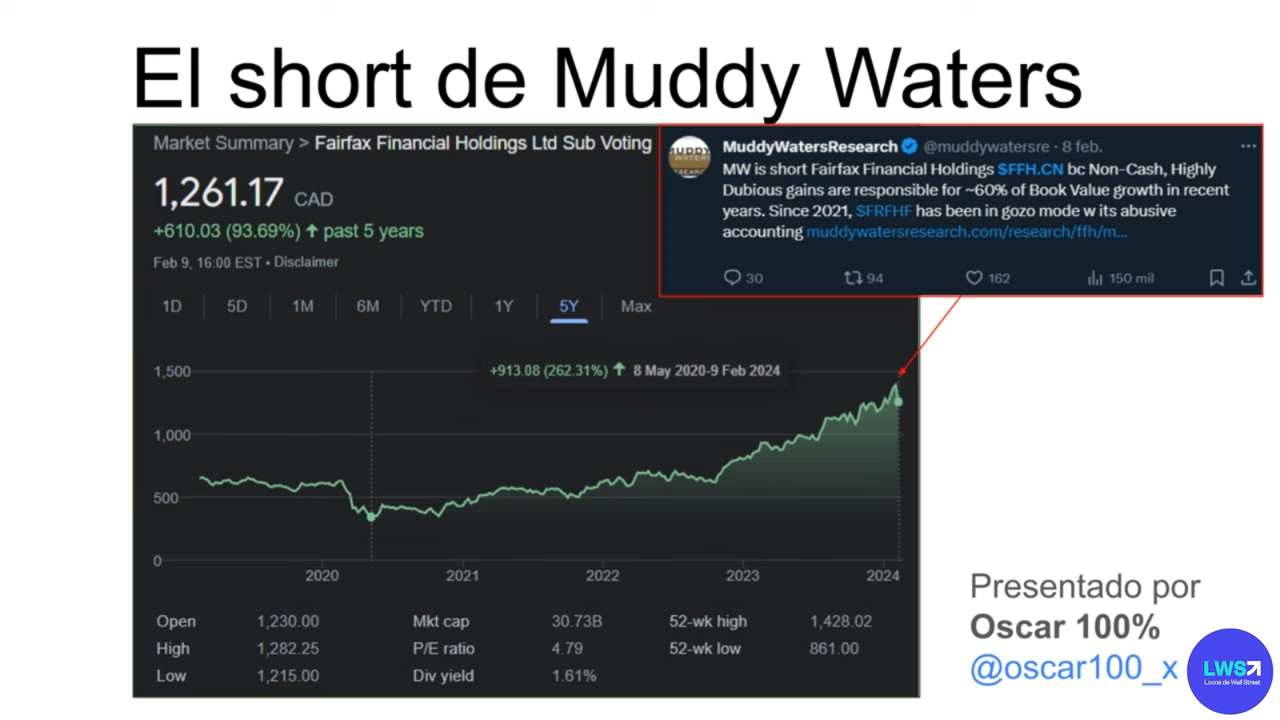 El short de Muddy Waters
Market Summary > Fairfax Financial Holdings Ltd Sub Voting
1,261.17 CAD
+610.03 (93.69%) ↑ past 5 years
Feb 9, 16:00 EST • Disclaimer
1D 5D 1M 6M YTD 1Y 5Y Max
MUDDY
WATERS
RESEARCH
MuddyWatersResearch @muddywatersre · 8 feb. ...
MW is short Fairfax Financial Holdings $FFH.CN bc Non-Cash, Highly
Dubious gains are responsible for ~60% of Book Value growth in recent
years. Since 2021, $FRFHF has been in gozo mode w its abusive
accounting muddywatersresearch.com/research/ffh/m...
30 94 162 150 mil
+913.08 (262.31%) ↑ 8 May 2020-9 Feb 2024
1,500
1,000
500
0
2020 2021 2022 2023 2024
Open 1,230.00 Mkt cap 30.73B 52-wk high 1,428.02
High 1,282.25 P/E ratio 4.79 52-wk low 861.00
Low 1,215.00 Div yield 1.61%
Presentado por
Oscar 100%
@oscar100_x
LWS
Locos de Wall Street